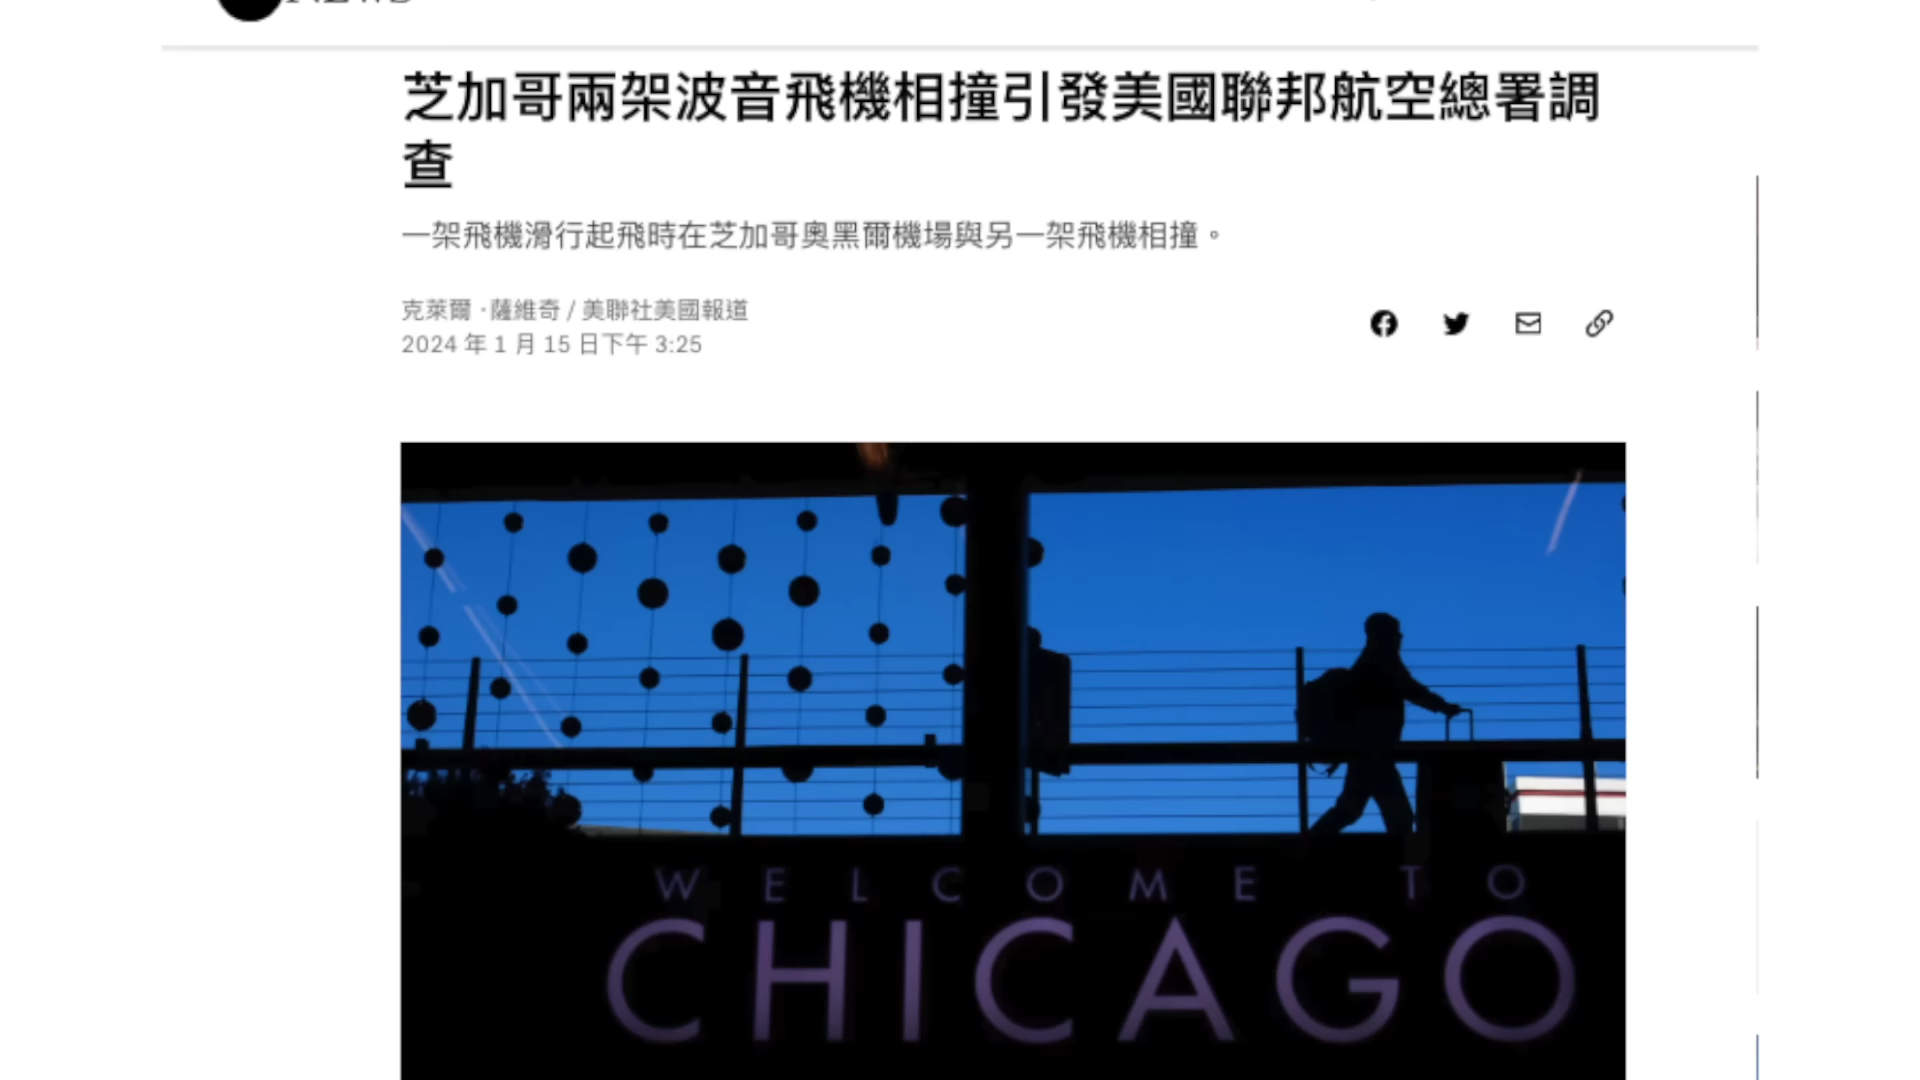 芝加哥兩架波音飛機相撞引發美國聯邦航空總署調
查
一架飛機滑行起飛時在芝加哥奧黑爾機場與另一架飛機相撞。
克萊爾·薩維奇 / 美聯社美國報道
2024 年 1 月 15 日下午 3:25
WELCOME TO
CHICAGO